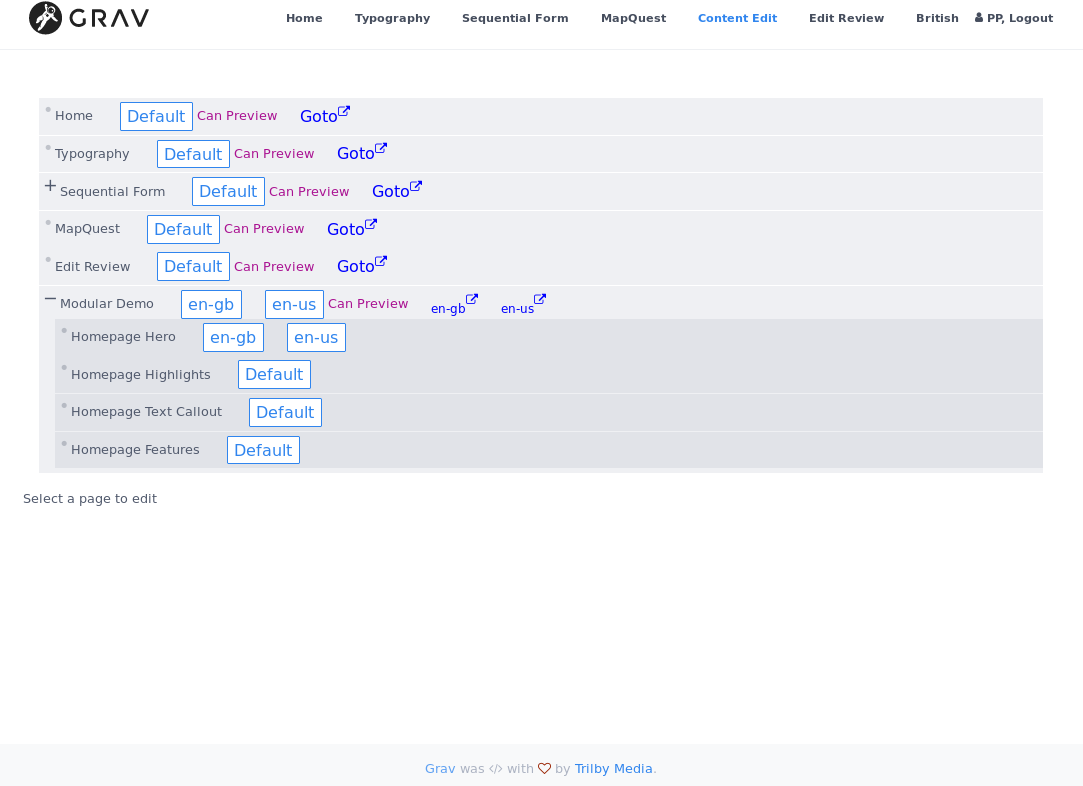 GRAV Home Typography Sequential Form MapQuest Content Edit Edit Review British PP, Logout
Home Default Can Preview Goto
Typography Default Can Preview Goto
+ Sequential Form Default Can Preview Goto
MapQuest Default Can Preview Goto
Edit Review Default Can Preview Goto
− Modular Demo en-gb en-us Can Preview en-gb en-us
Homepage Hero en-gb en-us
Homepage Highlights Default
Homepage Text Callout Default
Homepage Features Default
Select a page to edit
Grav was </> with ♡ by Trilby Media.